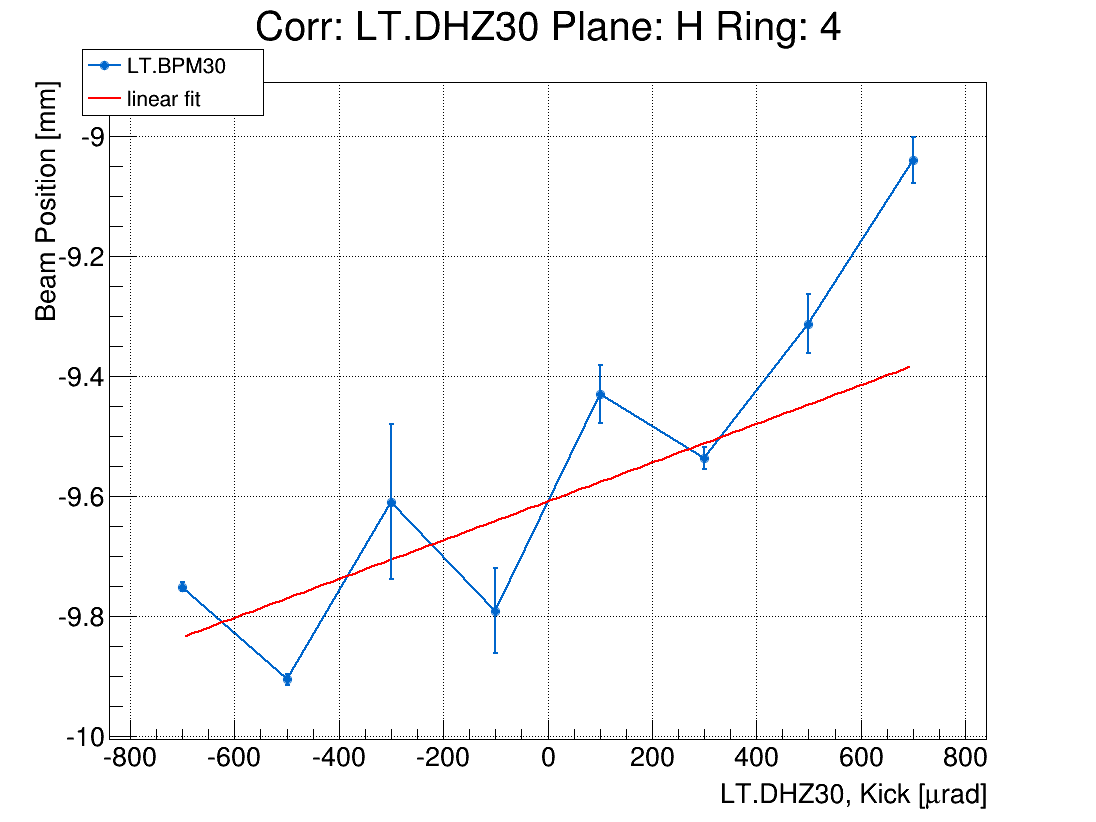 Corr: LT.DHZ30 Plane: H Ring: 4
LT.BPM30
linear fit
Beam Position [mm]
-9
-9.2
-9.4
-9.6
-9.8
-10
-800 -600 -400 -200 0 200 400 600 800
LT.DHZ30, Kick [μrad]